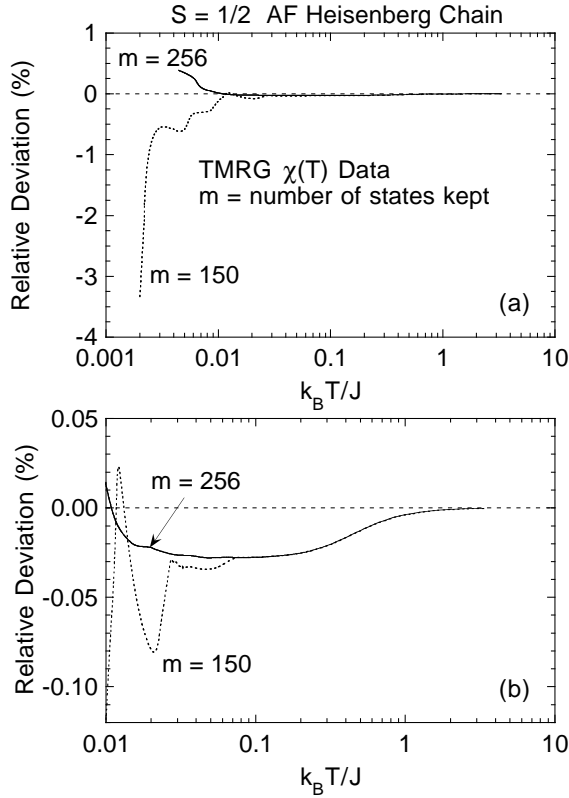 S = 1/2 AF Heisenberg Chain
1
0
-1
-2
-3
-4
Relative Deviation (%)
m = 256
TMRG χ(T) Data
m = number of states kept
m = 150
(a)
0.001
0.01
0.1
1
10
k_BT/J
0.05
0.00
-0.05
-0.10
Relative Deviation (%)
m = 256
m = 150
(b)
0.01
0.1
1
10
k_BT/J